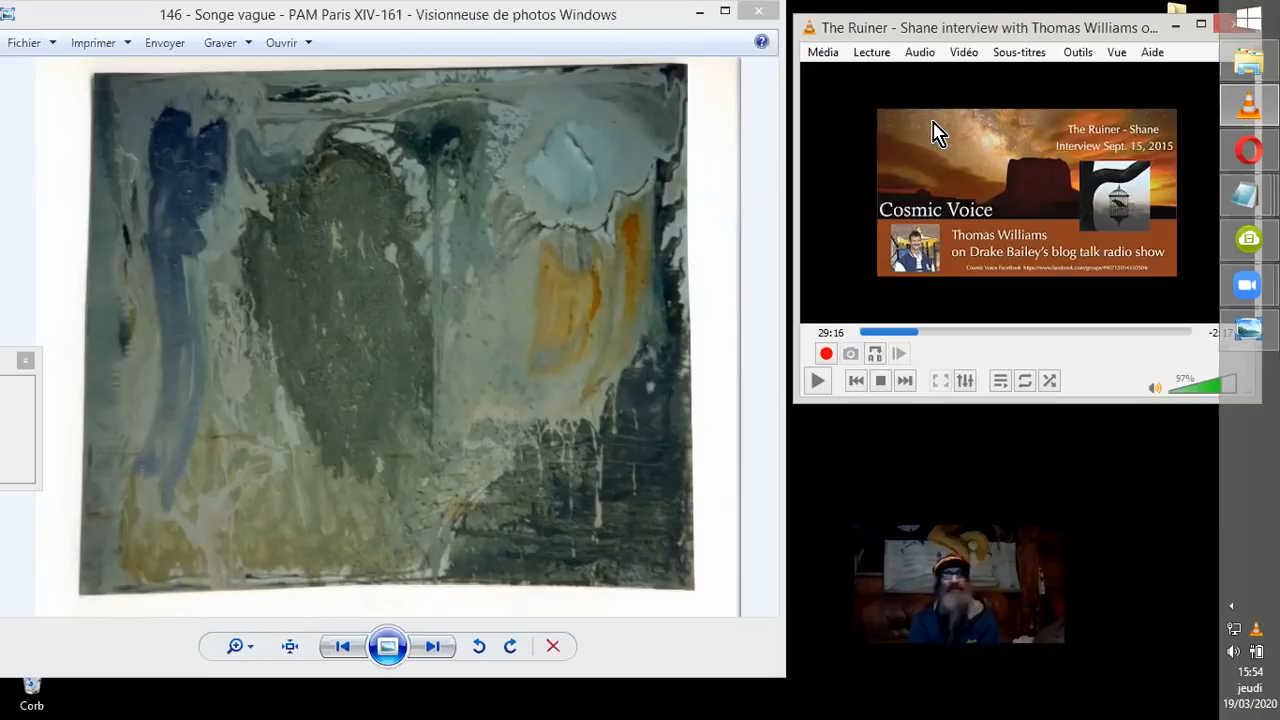 146 - Songe vague - PAM Paris XIV-161 - Visionneuse de photos Windows
Fichier Imprimer Envoyer Graver Ouvrir
The Ruiner - Shane interview with Thomas Williams o...
Média Lecture Audio Vidéo Sous-titres Outils Vue Aide
The Ruiner - Shane
Interview Sept. 15, 2015
Cosmic Voice
Thomas Williams
on Drake Bailey's blog talk radio show
29:16
97%
x
Corb
15:54
jeudi
19/03/2020